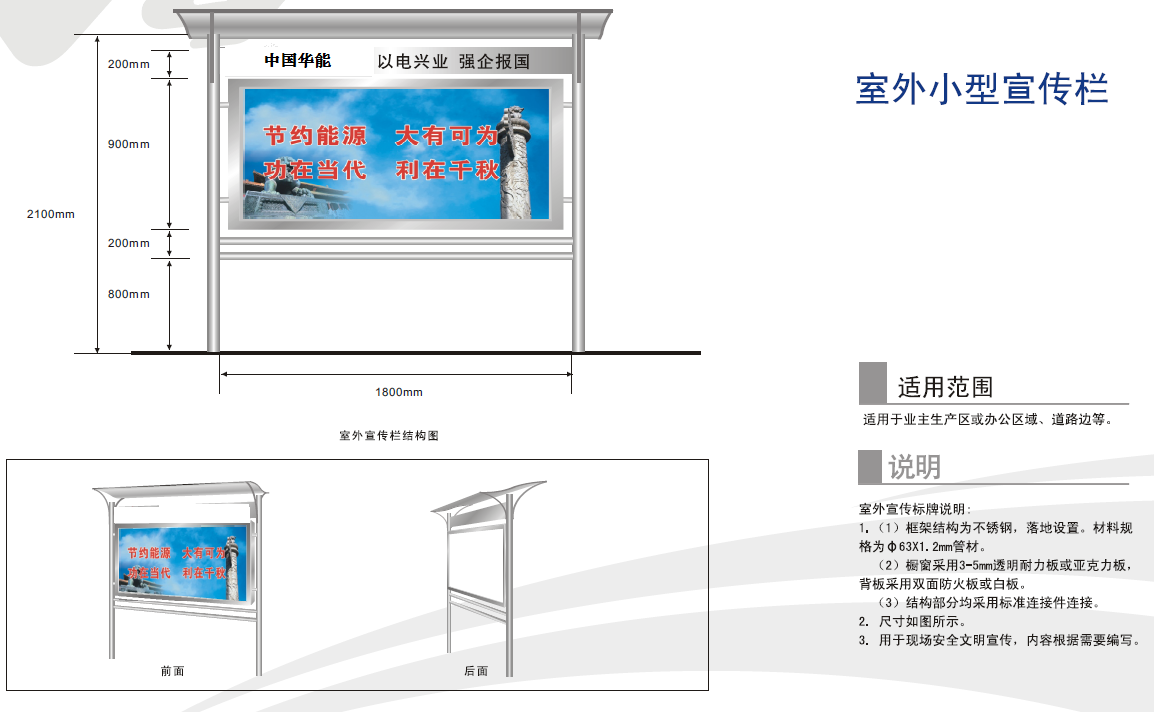 室外小型宣传栏
中国华能 以电兴业 强企报国
节约能源 大有可为
功在当代 利在千秋
200mm
900mm
2100mm
200mm
800mm
1800mm
室外宣传栏结构图
节约能源 大有可为
功在当代 利在千秋
前面
后面
适用范围
适用于业主生产区或办公区域、道路边等。
说明
室外宣传标牌说明:
1.（1）框架结构为不锈钢，落地设置。材料规
格为ф63X1.2mm管材。
（2）橱窗采用3-5mm透明耐力板或亚克力板，
背板采用双面防火板或白板。
（3）结构部分均采用标准连接件连接。
2. 尺寸如图所示。
3. 用于现场安全文明宣传，内容根据需要编写。